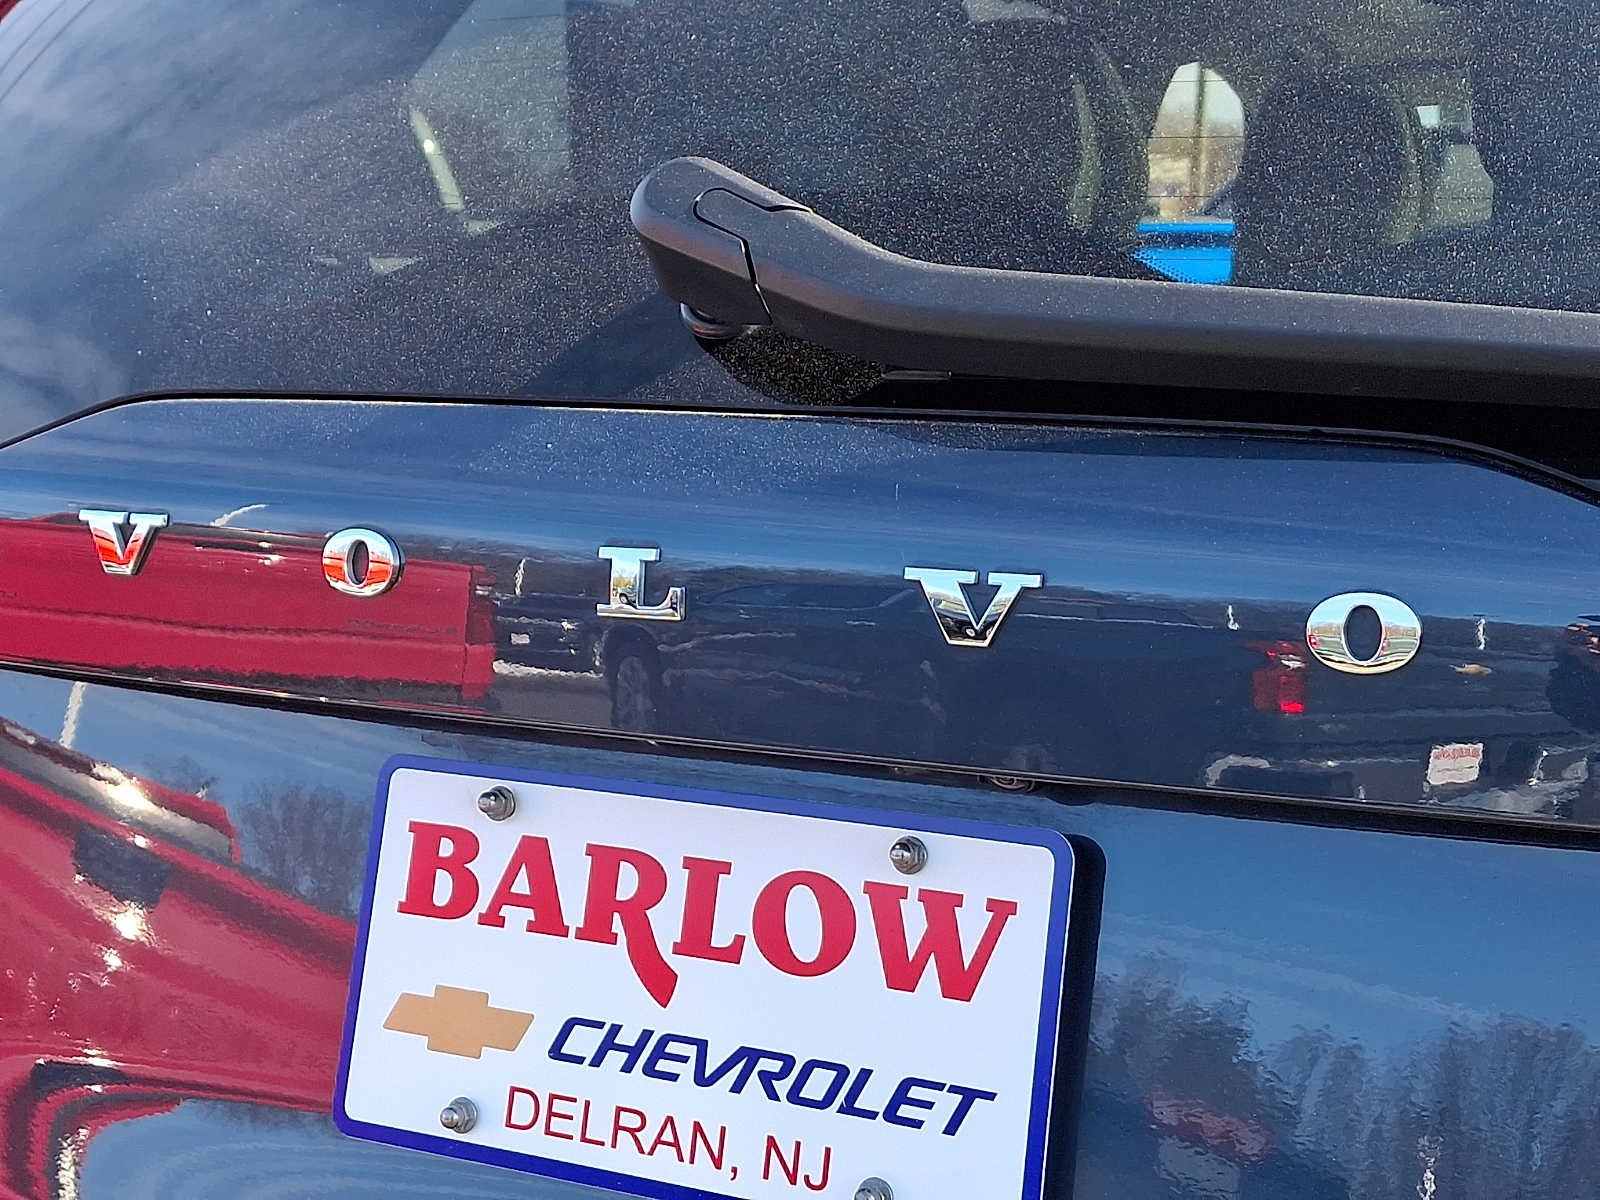 VOLVO
BARLOW
CHEVROLET
DELRAN, NJ